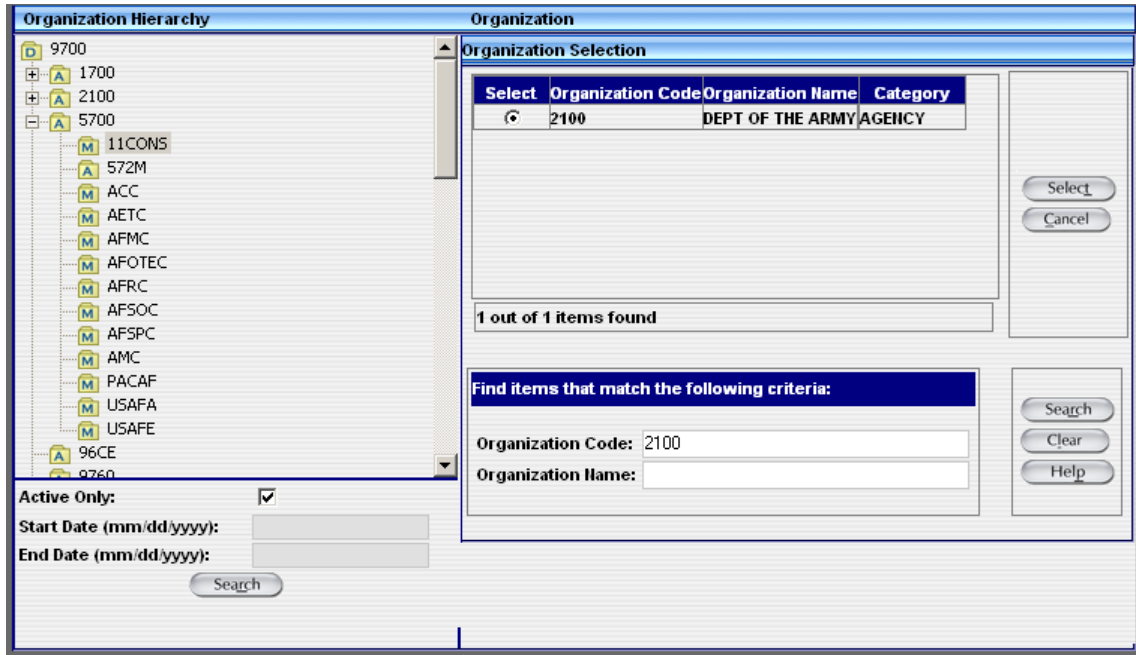 Organization Hierarchy
D 9700
A 1700
A 2100
A 5700
M 11CONS
A 572M
M ACC
M AETC
M AFMC
M AFOTEC
M AFRC
M AFSOC
M AFSPC
M AMC
M PACAF
M USAFA
M USAFE
A 96CE
A 9760
Active Only:
Start Date (mm/dd/yyyy):
End Date (mm/dd/yyyy):
Search
Organization
Organization Selection
Select Organization Code Organization Name Category
2100 DEPT OF THE ARMY AGENCY
1 out of 1 items found
Select
Cancel
Find items that match the following criteria:
Organization Code: 2100
Organization Name:
Search
Clear
Help